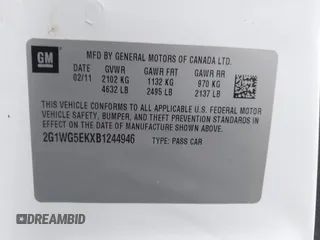 GM
MFD BY GENERAL MOTORS OF CANADA LTD.
DATE GVWR GAWR FRT GAWR RR
02/11 2102 KG 1132 KG 970 KG
4632 LB 2495 LB 2137 LB
THIS VEHICLE CONFORMS TO ALL APPLICABLE U.S. FEDERAL MOTOR
VEHICLE SAFETY, BUMPER, AND THEFT PREVENTION STANDARDS IN
EFFECT ON THE DATE OF MANUFACTURE SHOWN ABOVE.
2G1WG5EKXB1244946 TYPE: PASS CAR
AUTOBIDMASTER